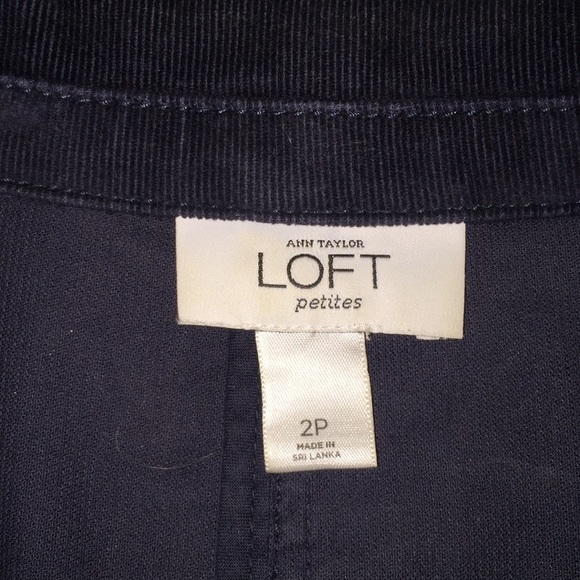 ANN TAYLOR
LOFT
petites
2P
MADE IN
SRI LANKA